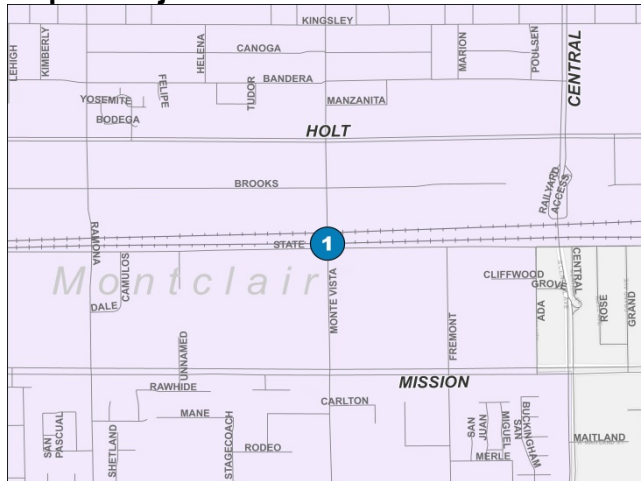 KINGSLEY
LEHIGH
KIMBERLY
HELENA
CANOGA
MARION
POULSEN
CENTRAL
BANDERA
FELIPE
TUDOR
YOSEMITE
MANZANITA
BODEGA
HOLT
BROOKS
RAILYARD
ACCESS
RAMONA
STATE
1
Montclair
CAMULOS
DALE
MONTE VISTA
CLIFFWOOD
GROVE
CENTRAL
ADA
ROSE
GRAND
FREMONT
UNNAMED
MISSION
RAWHIDE
CARLTON
MANE
SAN
PASCUAL
SHETLAND
STAGECOACH
RODEO
SAN
JUAN
SAN
MIGUEL
BUCKINGHAM
MERLE
MAITLAND